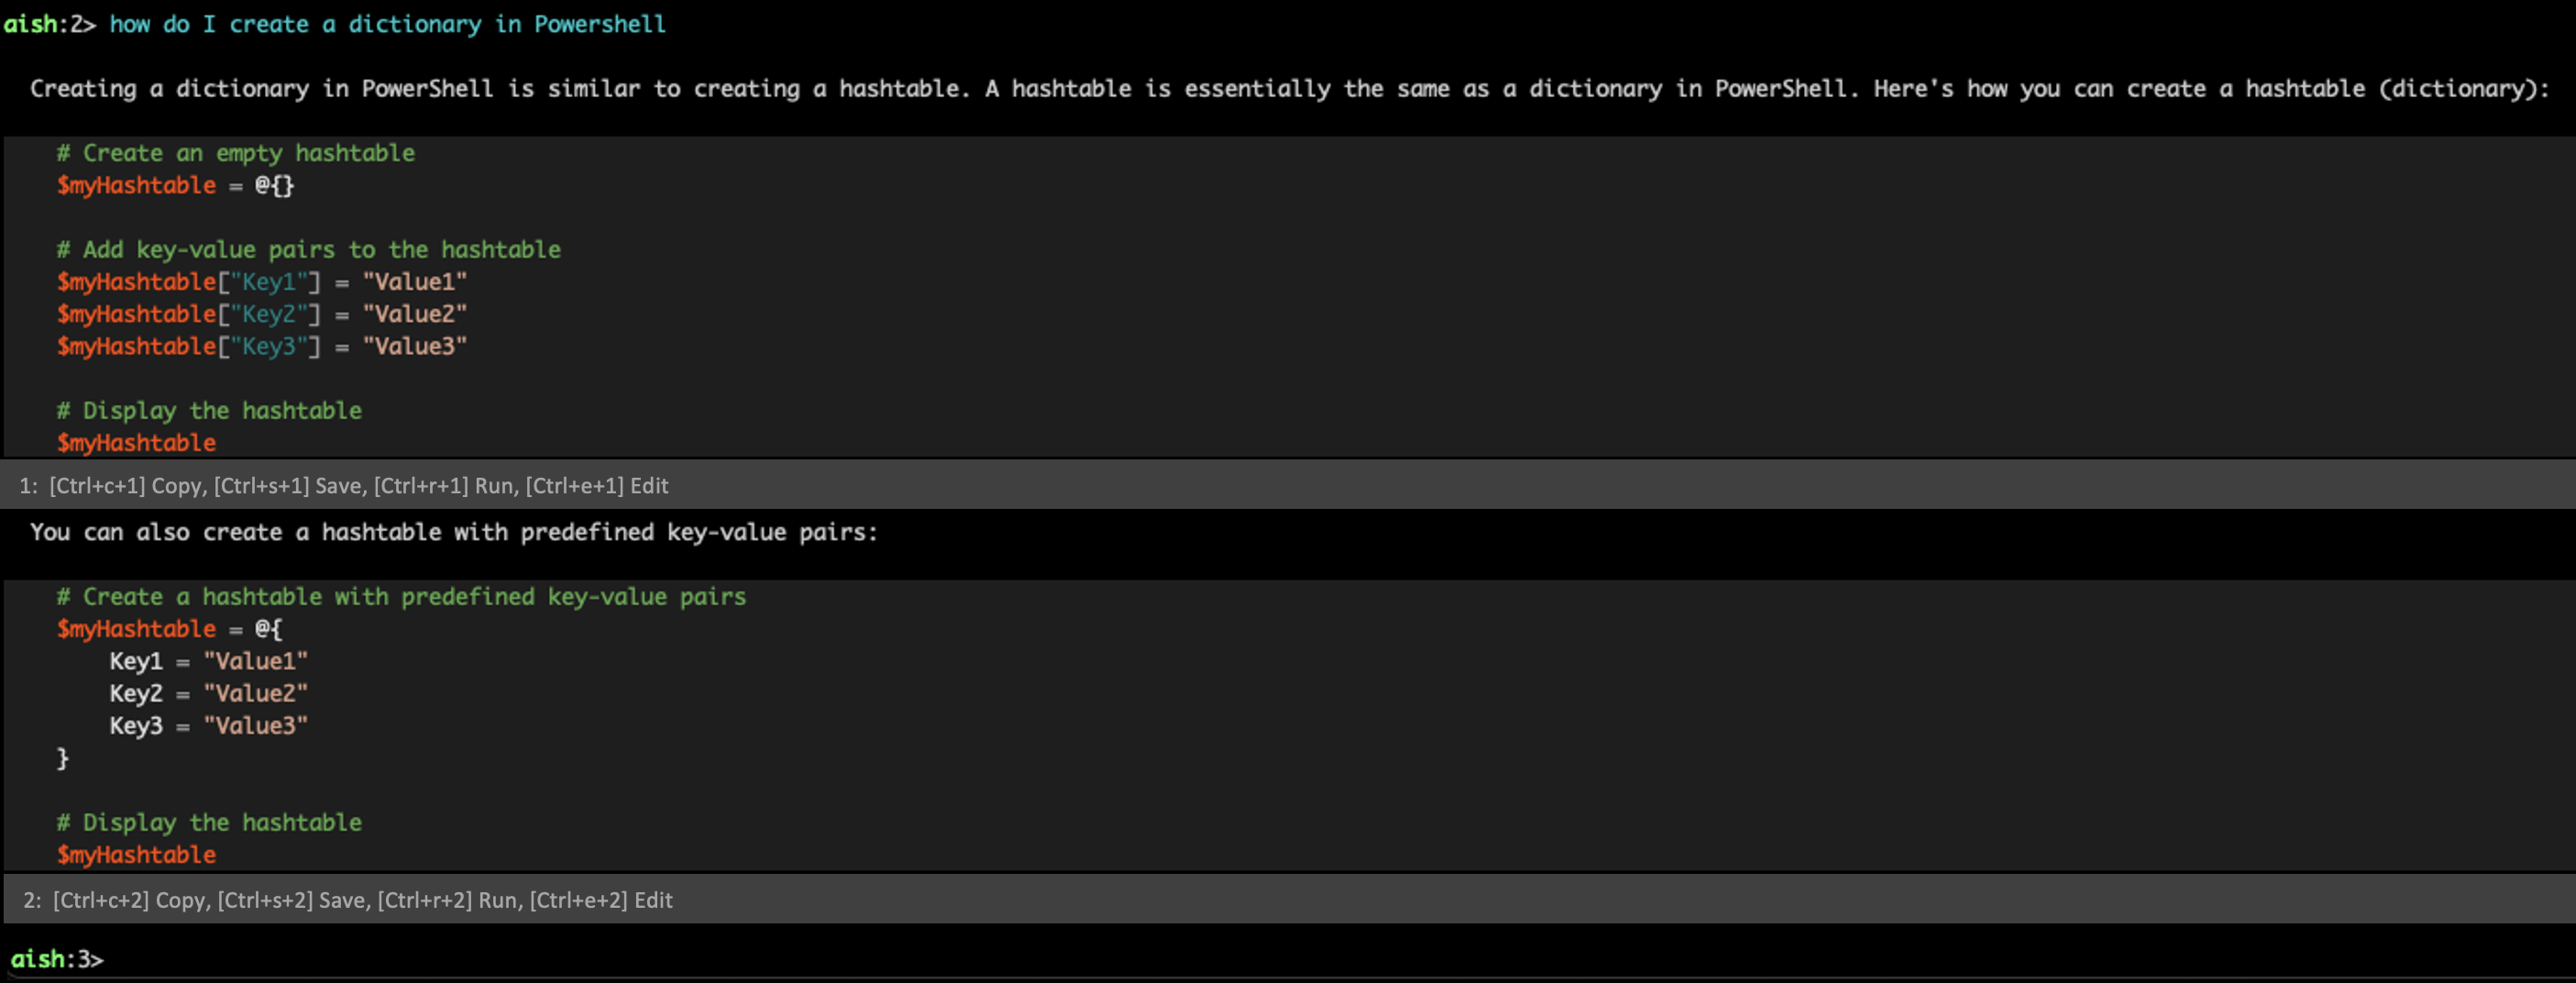 aish:2> how do I create a dictionary in Powershell
Creating a dictionary in PowerShell is similar to creating a hashtable. A hashtable is essentially the same as a dictionary in PowerShell. Here's how you can create a hashtable (dictionary):
# Create an empty hashtable
$myHashtable = @{}
# Add key-value pairs to the hashtable
$myHashtable["Key1"] = "Value1"
$myHashtable["Key2"] = "Value2"
$myHashtable["Key3"] = "Value3"
# Display the hashtable
$myHashtable
1: [Ctrl+c+1] Copy, [Ctrl+s+1] Save, [Ctrl+r+1] Run, [Ctrl+e+1] Edit
You can also create a hashtable with predefined key-value pairs:
# Create a hashtable with predefined key-value pairs
$myHashtable = @{
Key1 = "Value1"
Key2 = "Value2"
Key3 = "Value3"
}
# Display the hashtable
$myHashtable
2: [Ctrl+c+2] Copy, [Ctrl+s+2] Save, [Ctrl+r+2] Run, [Ctrl+e+2] Edit
aish:3>